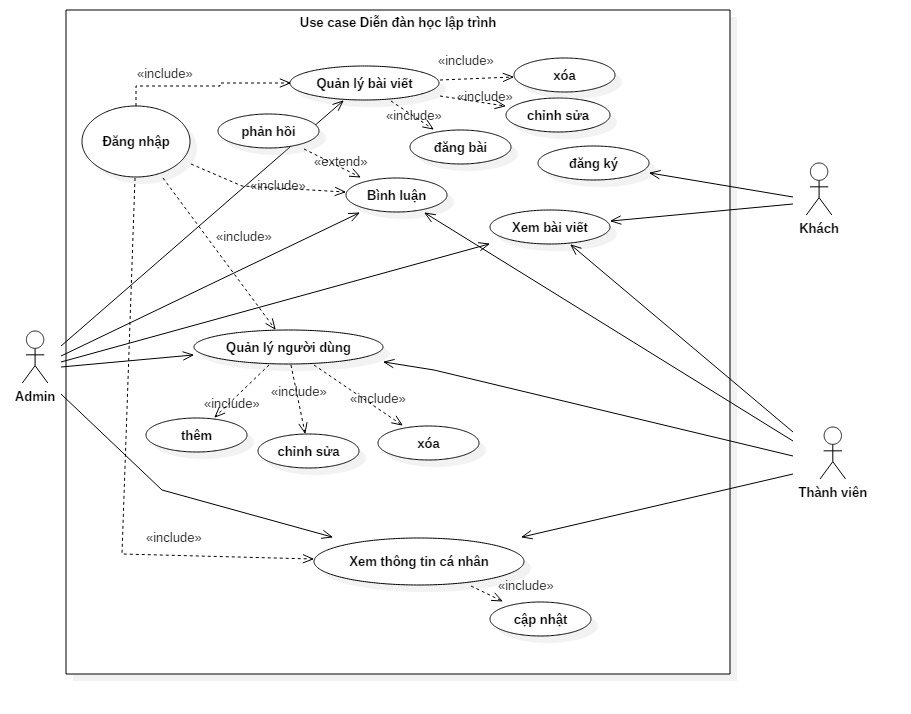 Use case Diễn đàn học lập trình
«include»
«include»
Quản lý bài viết
xóa
«include»
chỉnh sửa
«include»
phản hồi
Đăng nhập
đăng bài
«extend»
đăng ký
«include»
Bình luận
Xem bài viết
Khách
«include»
Quản lý người dùng
Admin
«include»
«include»
«include»
thêm
chỉnh sửa
xóa
Thành viên
«include»
Xem thông tin cá nhân
«include»
cập nhật